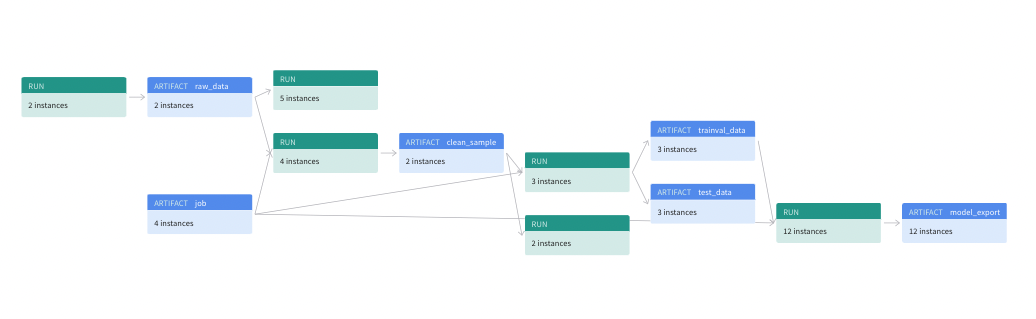 RUN
2 instances
ARTIFACT raw_data
2 instances
RUN
5 instances
RUN
4 instances
ARTIFACT clean_sample
2 instances
ARTIFACT job
4 instances
RUN
3 instances
RUN
2 instances
ARTIFACT trainval_data
3 instances
ARTIFACT test_data
3 instances
RUN
12 instances
ARTIFACT model_export
12 instances